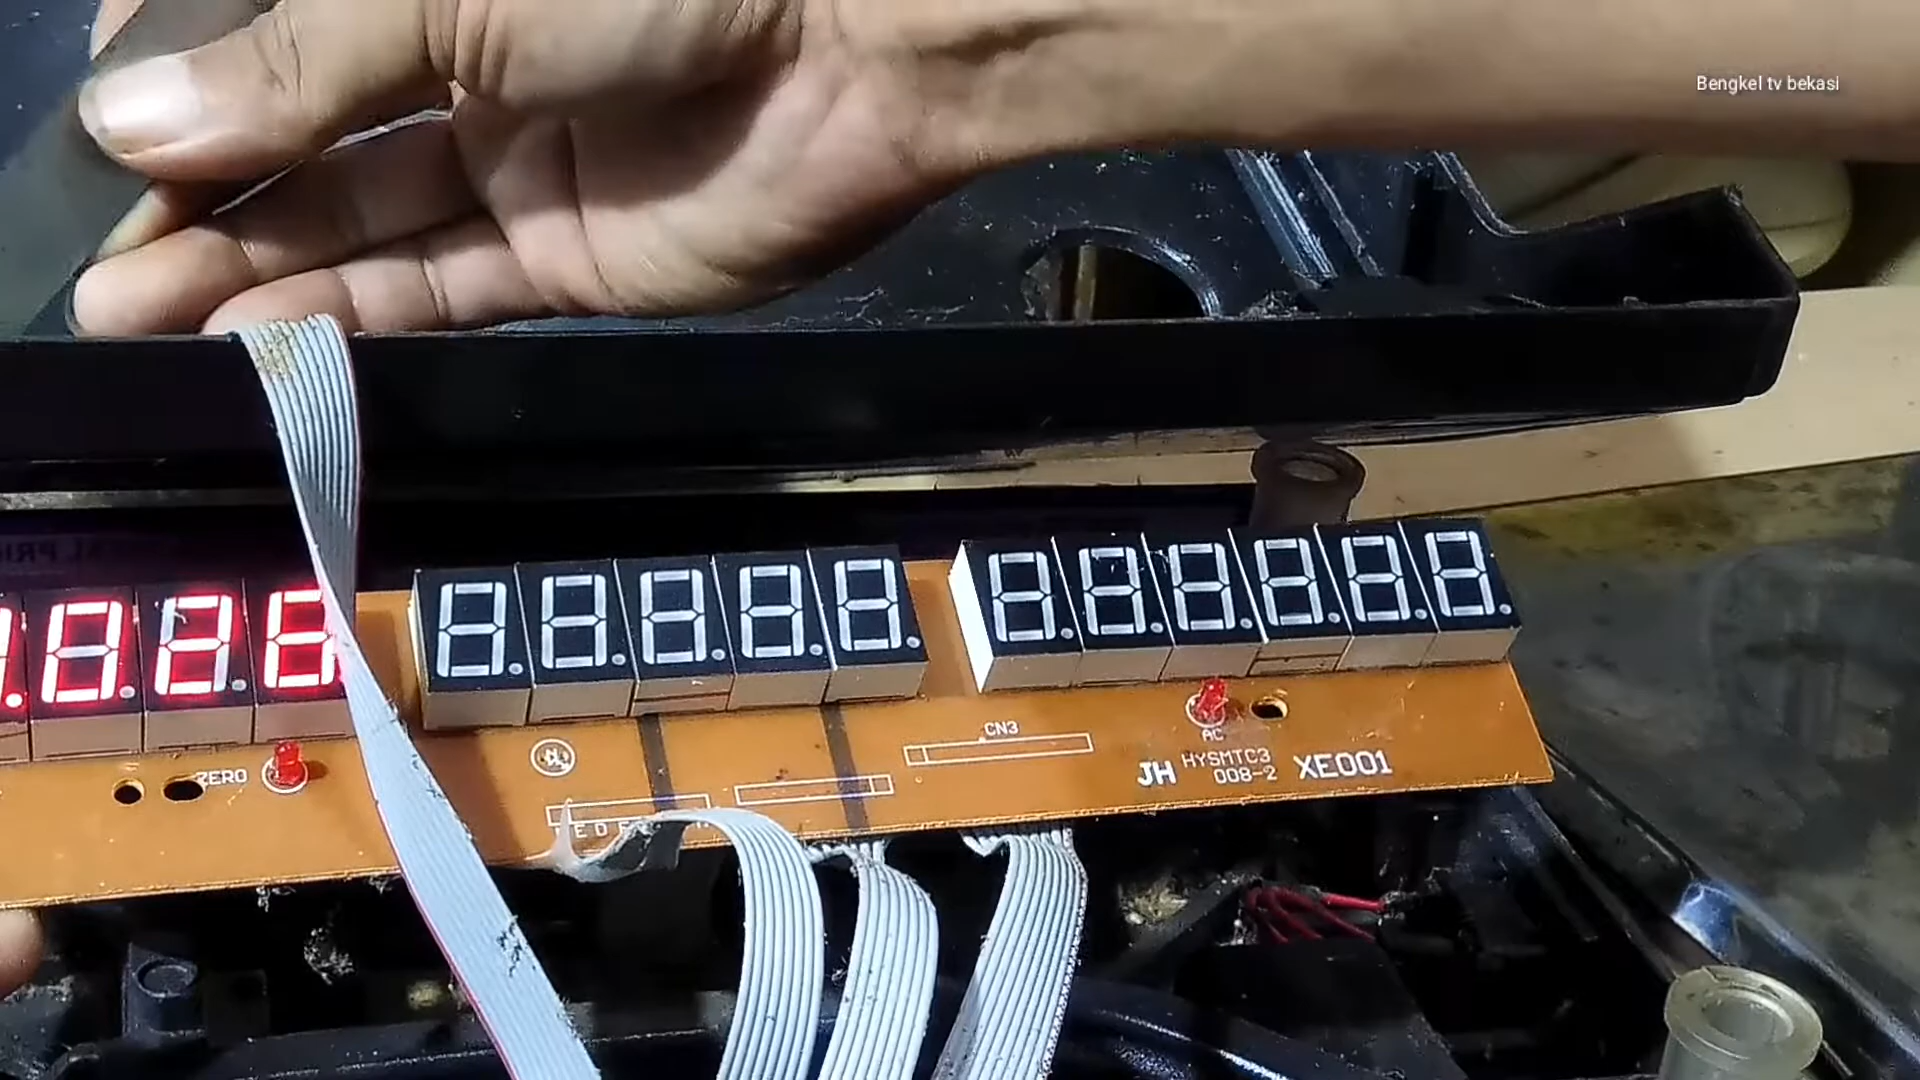 Bengkel tv bekasi
ZERO
CN3
AC
JH
HYSMTC3
008-2
XE001